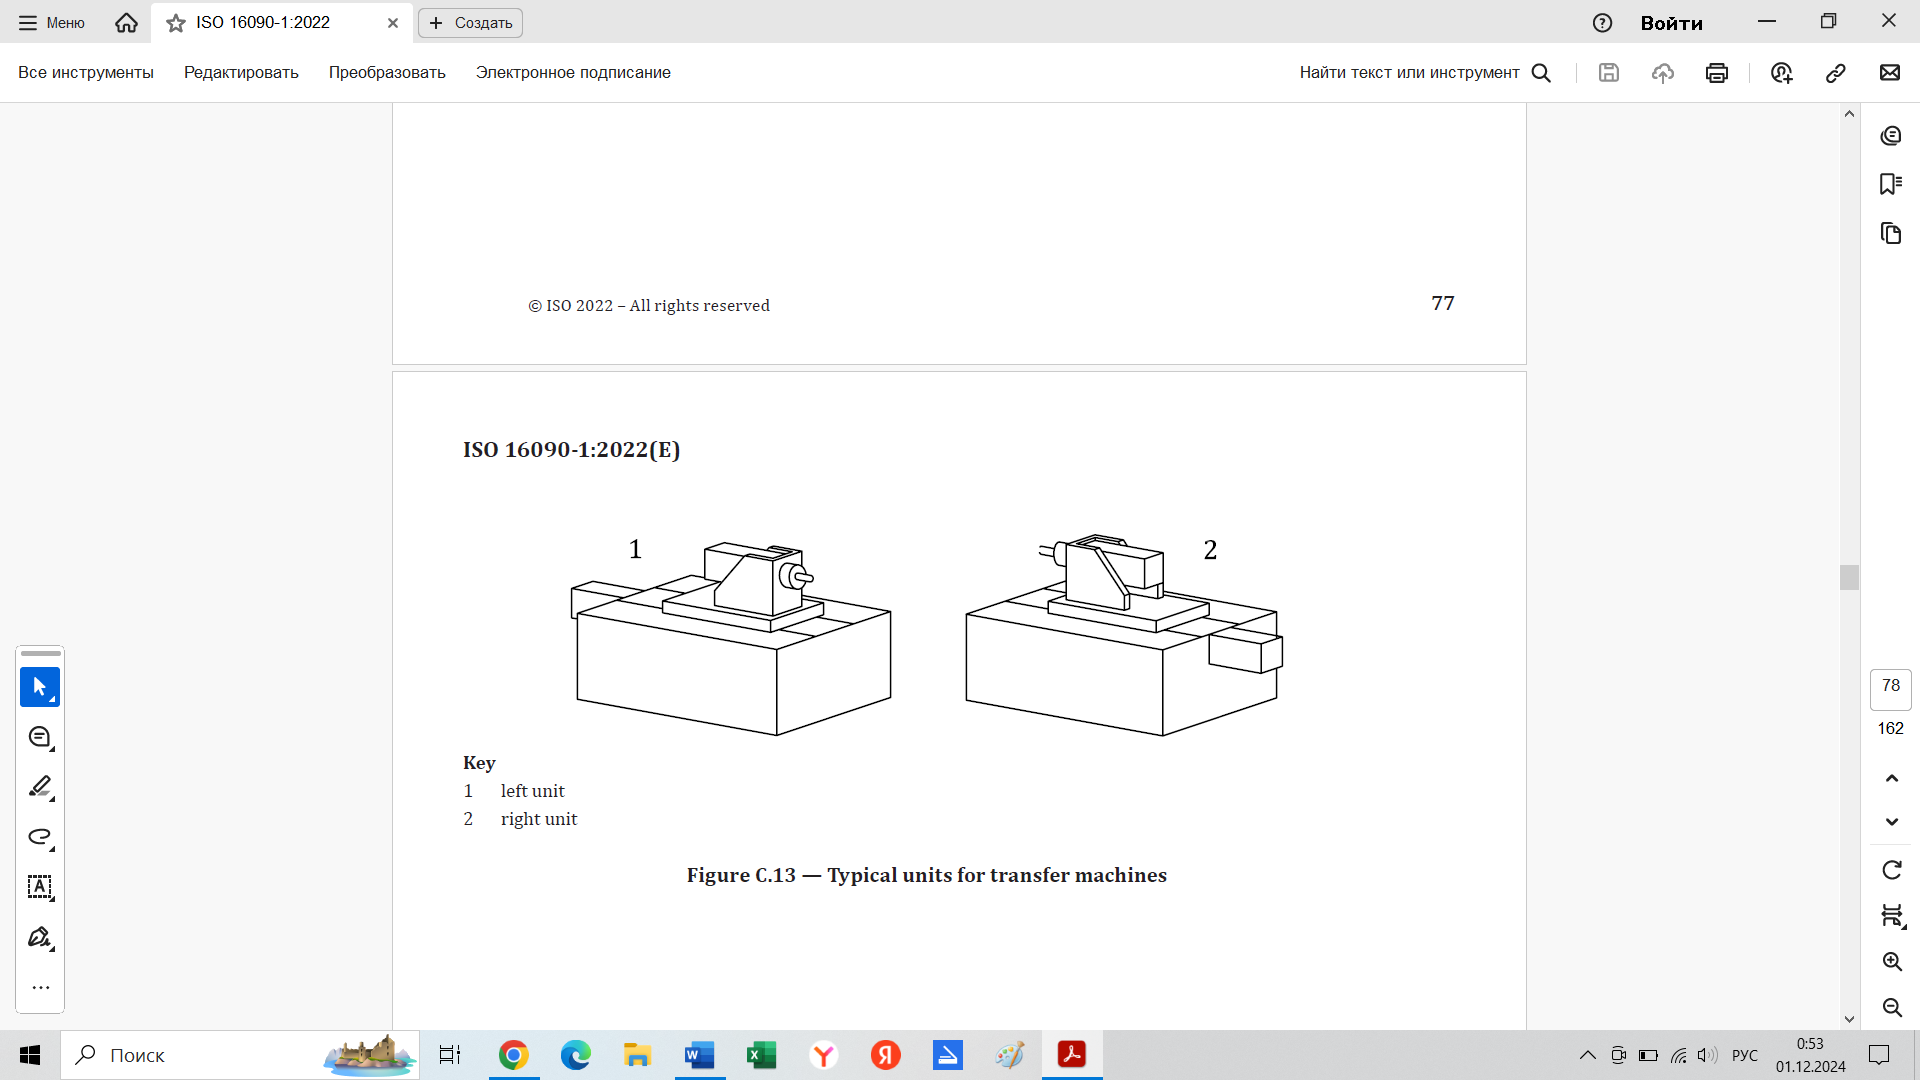 Меню
ISO 16090-1:2022
Создать
Войти
Все инструменты
Редактировать
Преобразовать
Электронное подписание
Найти текст или инструмент
© ISO 2022 – All rights reserved
77
ISO 16090-1:2022(E)
1
2
Key
1 left unit
2 right unit
Figure C.13 — Typical units for transfer machines
78
162
A
Поиск
РУС
0:53
01.12.2024